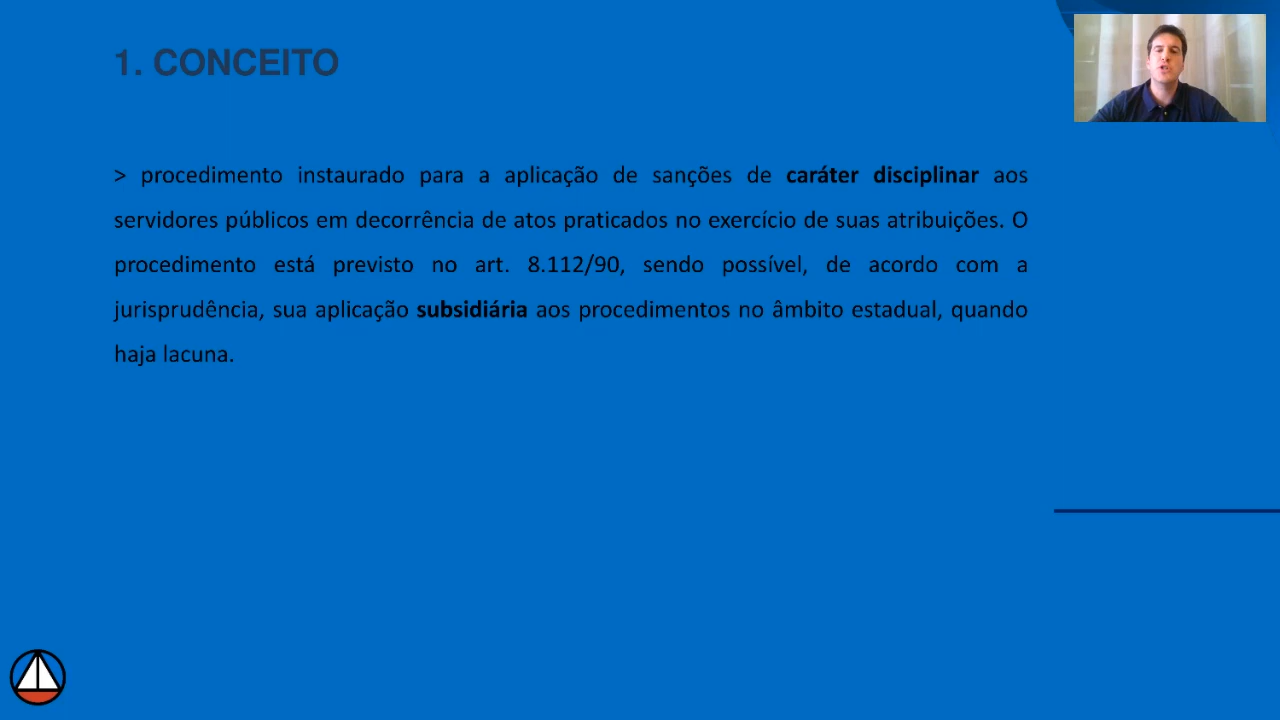 1. CONCEITO
> procedimento instaurado para a aplicação de sanções de caráter disciplinar aos
servidores públicos em decorrência de atos praticados no exercício de suas atribuições. O
procedimento está previsto no art. 8.112/90, sendo possível, de acordo com a
jurisprudência, sua aplicação subsidiária aos procedimentos no âmbito estadual, quando
haja lacuna.